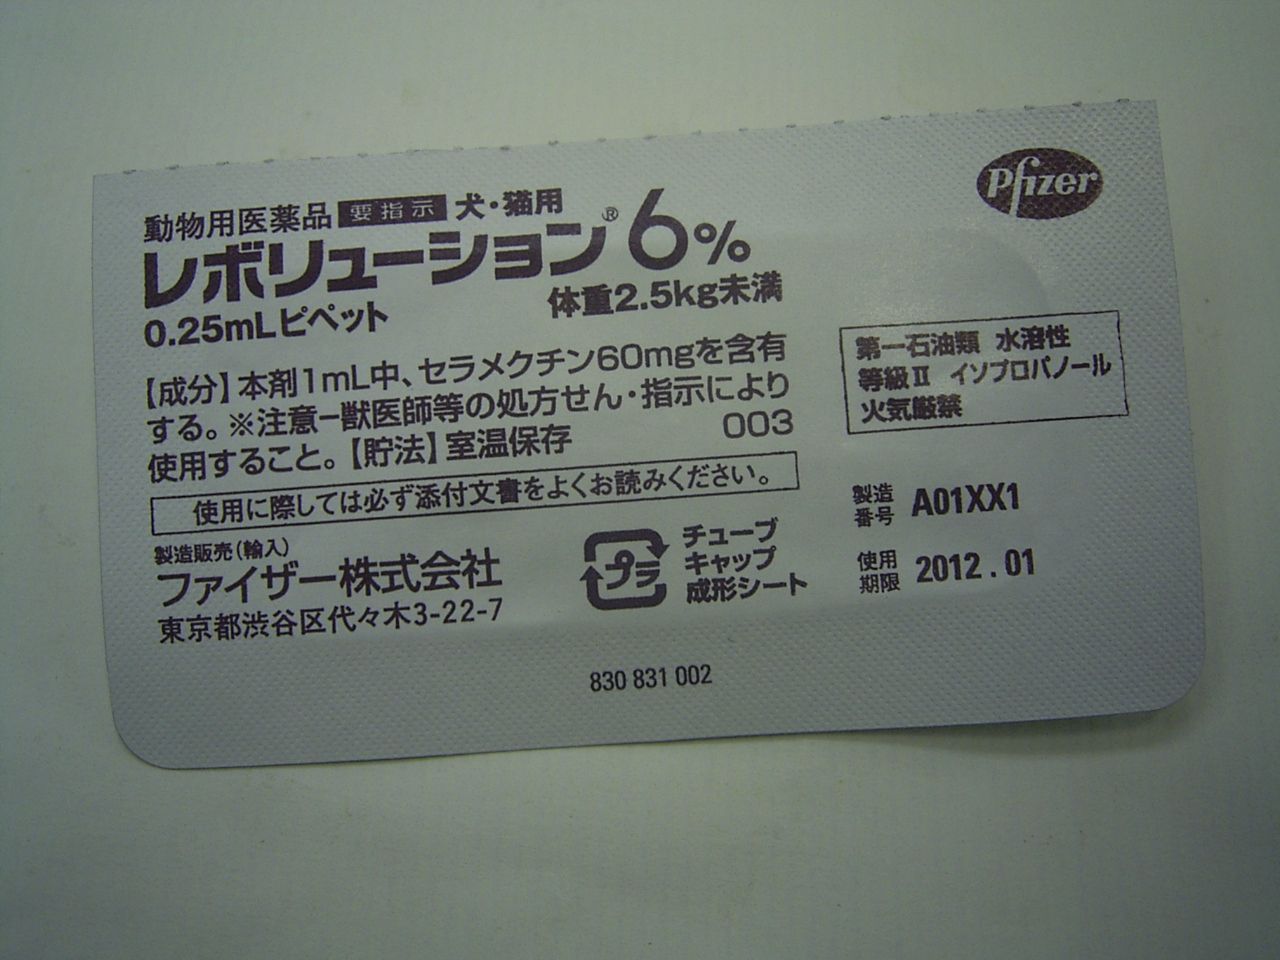 Pfizer
動物用医薬品 要指示 犬・猫用
レボリューション® 6%
0.25mLピペット 体重2.5kg未満
【成分】本剤1mL中、セラメクチン60mgを含有
する。※注意−獣医師等の処方せん・指示により
使用すること。【貯法】室温保存 003
使用に際しては必ず添付文書をよくお読みください。
製造販売(輸入)
ファイザー株式会社
東京都渋谷区代々木3-22-7
プラ
チューブ
キャップ
成形シート
第一石油類 水溶性
等級Ⅱ イソプロパノール
火気厳禁
製造
番号 A01XX1
使用
期限 2012.01
830 831 002